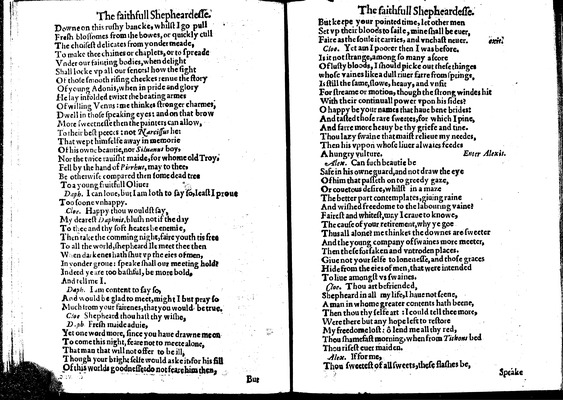 The faithfull Shepheardesse.
Downe on this rushy bancke, whilst I go pull
Fresh blossomes from the bowes, or quickly cull
The choisest delicates from yonder meade,
To make thee chaines or chaplets, or to spreade
Vnder our fainting bodies, when delight
Shall locke vp all our sences! how the sight
Of those smooth rising cheekes renue the story
Of young Adonis, when in pride and glory
He lay infolded twixt the beating armes
Of willing Venus: me thinkes stronger charmes,
Dwell in those speaking eyes: and on that brow
More sweetnesse then the painters can allow,
To their best peeces: not Narcissus he:
That wept himselfe away in memorie
Of his owne beautie, nor Siluanus boy,
Nor the twice rauisht maide, for whome old Troy,
Fell by the hand of Pirrhus, may to thee:
Be otherwise compared then some dead tree
To a young fruitfull Oliue:
Daph. I can loue, but I am loth to say so, least I proue
Too soone vnhappy.
Cloe. Happy thou wouldst say,
My dearest Daphnis, blush not if the day
To thee and thy soft heates be enemie,
Then take the comming night, faire youth tis free
To all the world, shepheard Ile meet thee then
When darkenes hath shut vp the eies of men,
In yonder groue: speake shall our meeting hold?
Indeed ye are too bashful, be more bold,
And tell me I.
Daph. I am content to say so,
And would be glad to meet, might I but pray so
Much from your fairenes, that you would be true.
Cloe Shepheard thou hast thy wish.
Daph Fresh maide aduie,
Yet one word more, since you haue drawne me on
To come this night, feare not to meete alone,
That man that will not offer to be ill,
Though your bright selfe would aske it for his fill
Of this worlds goodnesse: do not feare him then,
But
The faithfull Shepheardesse.
But keepe your pointed time, let other men
Set vp their bloods to saile, mine shall be euer,
Faire as the soule it carries, and vnchast neuer. exit.
Cloe. Yet am I poorer then I was before.
Is it not strange, among so many a score
Of lusty bloods, I should picke out these things
whose vaines like a dull riuer farre from springs,
Is still the same, slowe, heauy, and vnfit
For streame or motion, though the strong windes hit
With their continuall power vpon his sides?
O happy be your names that haue bene brides!
And tasted those rare sweetes, for which I pine,
And farre more heauy be thy griefe and tine.
Thou lazy swaine that maist relieue my needes,
Then his vppon whose liuer alwaies feedes
A hungry vulture. Enter Alexis.
Alex. Can such beautie be
Safe in his owne guard, and not draw the eye
Of him that passeth on to greedy gaze,
Or couetous desire, whilst in a maze
The better part contemplates, giuing raine
And wished freedome to the labouring vaine?
Fairest and whitest, may I craue to knowe,
The cause of your retirement, why ye goe
Thus all alone? me thinkes the downes are sweeter
And the young company of swaines more meeter,
Then these forsaken and vntroden places.
Giue not your selfe to lonenesse, and those graces
Hide from the eies of men, that were intended
To liue amongst vs swaines.
Cloe. Thou art befriended,
Shepheard in all my life, I haue not seene,
A man in whome greater contents hath beene,
Then thou thy selfe art: I could tell thee more,
Were there but any hope left to restore
My freedome lost: ô lend me all thy red,
Thou shamefast morning, when from Tithons bed
Thou risest euer maiden.
Alex. If for me,
Thou sweetest of all sweets, these flashes be,
Speake